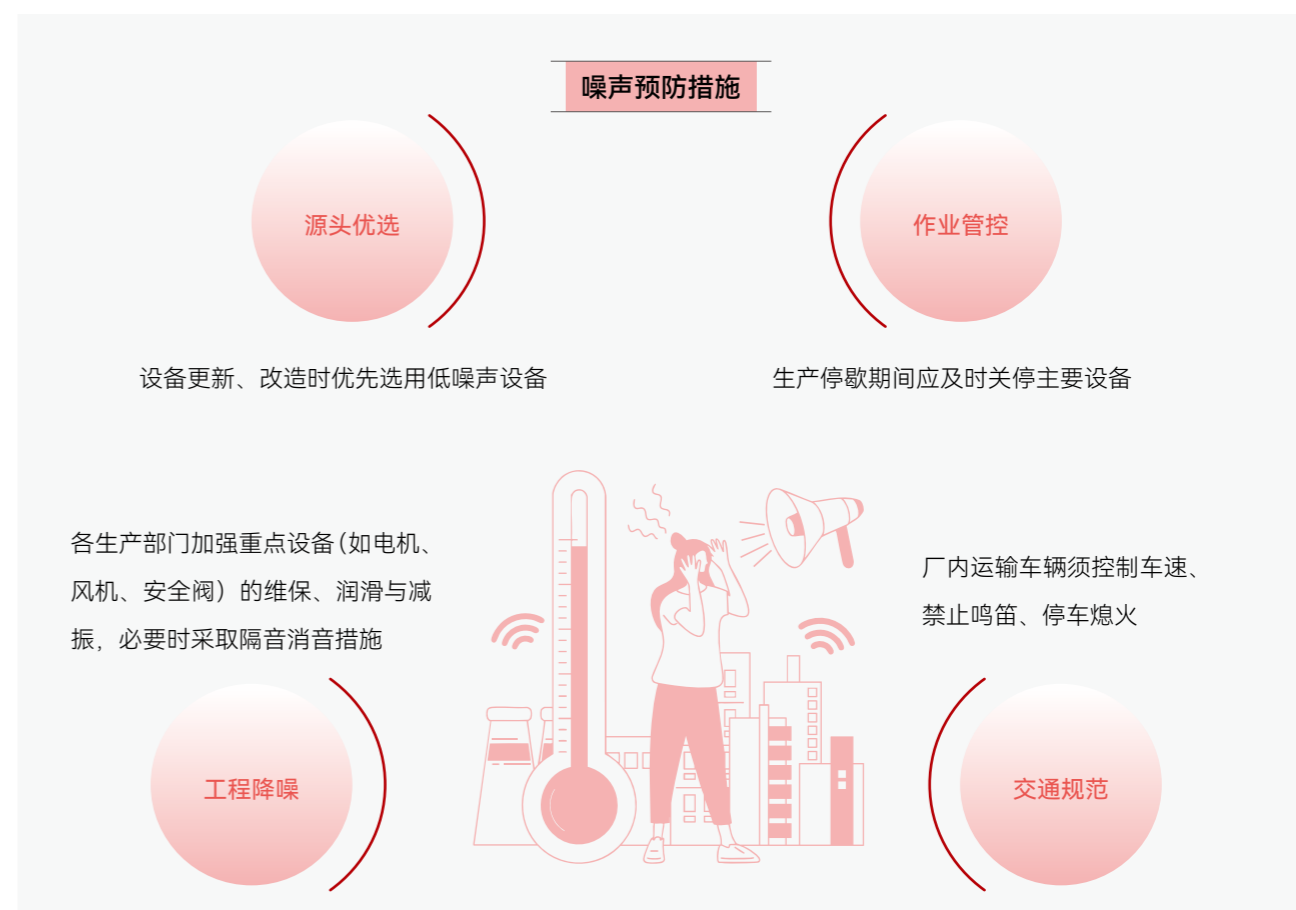 噪声预防措施
源头优选
设备更新、改造时优先选用低噪声设备
作业管控
生产停歇期间应及时关停主要设备
各生产部门加强重点设备(如电机、
风机、安全阀）的维保、润滑与减
振，必要时采取隔音消音措施
工程降噪
厂内运输车辆须控制车速、
禁止鸣笛、停车熄火
交通规范